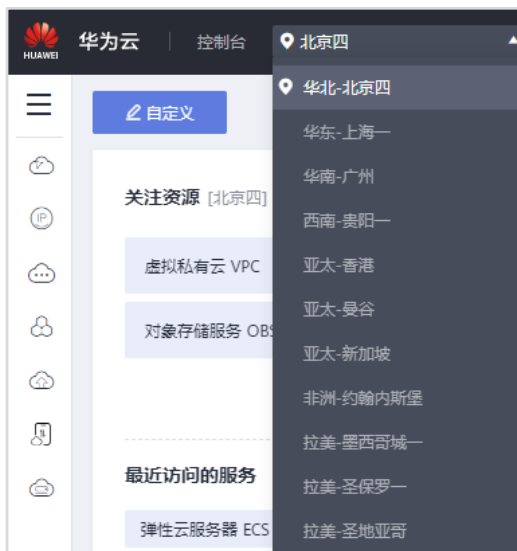 HUAWEI
华为云
控制台
北京四
华北-北京四
华东-上海一
华南-广州
西南-贵阳一
亚太-香港
亚太-曼谷
亚太-新加坡
非洲-约翰内斯堡
拉美-墨西哥城一
拉美-圣保罗一
拉美-圣地亚哥
自定义
IP
关注资源 [北京四]
虚拟私有云 VPC
对象存储服务 OBS
最近访问的服务
弹性云服务器 ECS